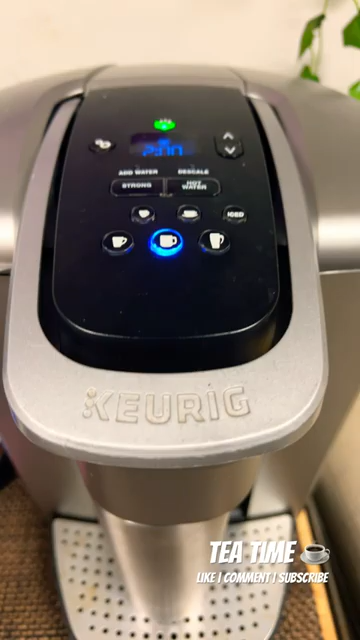 ADD WATER DESCALE
STRONG HOT WATER
ICED
KEURIG
TEA TIME
LIKE | COMMENT | SUBSCRIBE